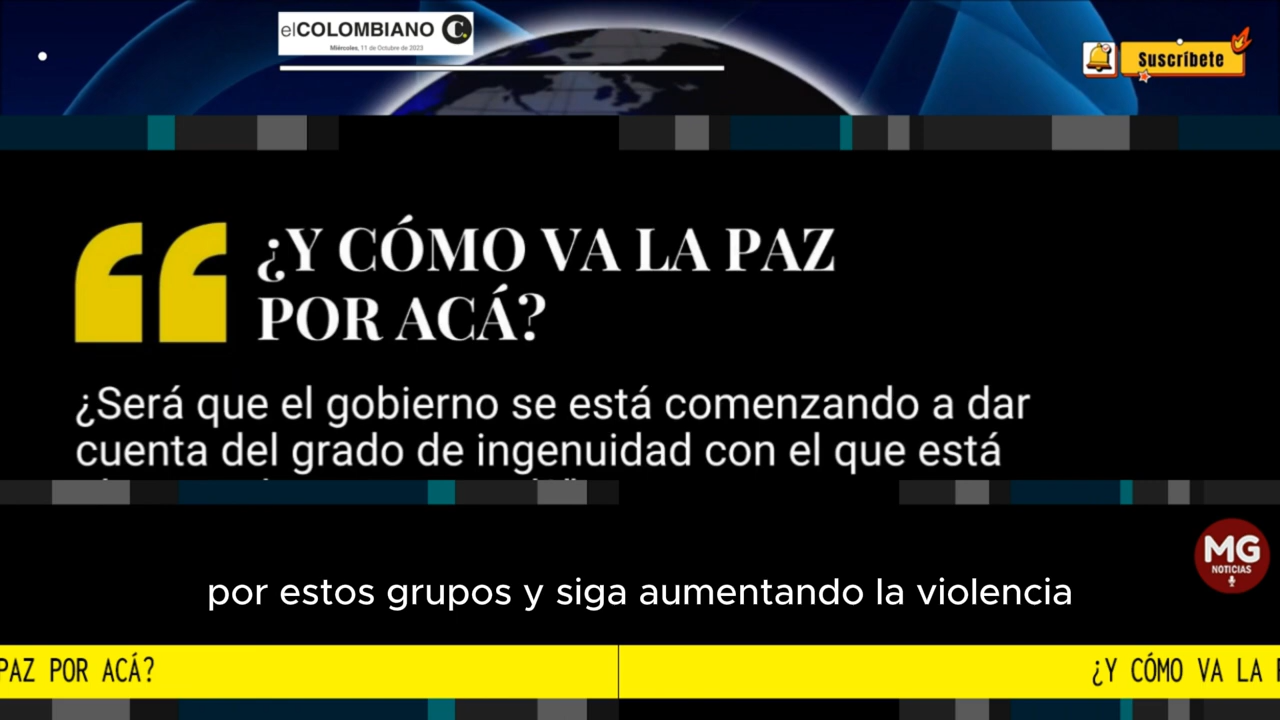 elCOLOMBIANO C.
Miércoles, 11 de Octubre de 2023
Suscríbete
¿Y CÓMO VA LA PAZ
POR ACÁ?
¿Será que el gobierno se está comenzando a dar
cuenta del grado de ingenuidad con el que está
MG
NOTICIAS
por estos grupos y siga aumentando la violencia
PAZ POR ACÁ?
¿Y CÓMO VA LA